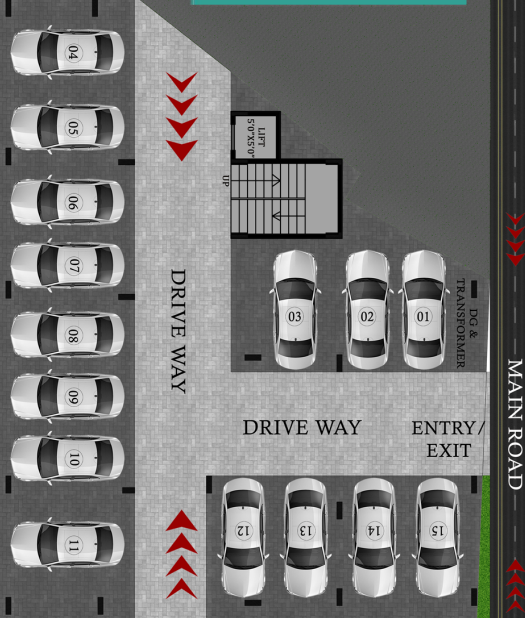 04
05
06
07
08
09
10
11
LIFT
5'0"X5'0"
UP
DRIVE WAY
03
02
01
DG &
TRANSFORMER
DRIVE WAY
ENTRY/
EXIT
MAIN ROAD
12
13
14
15